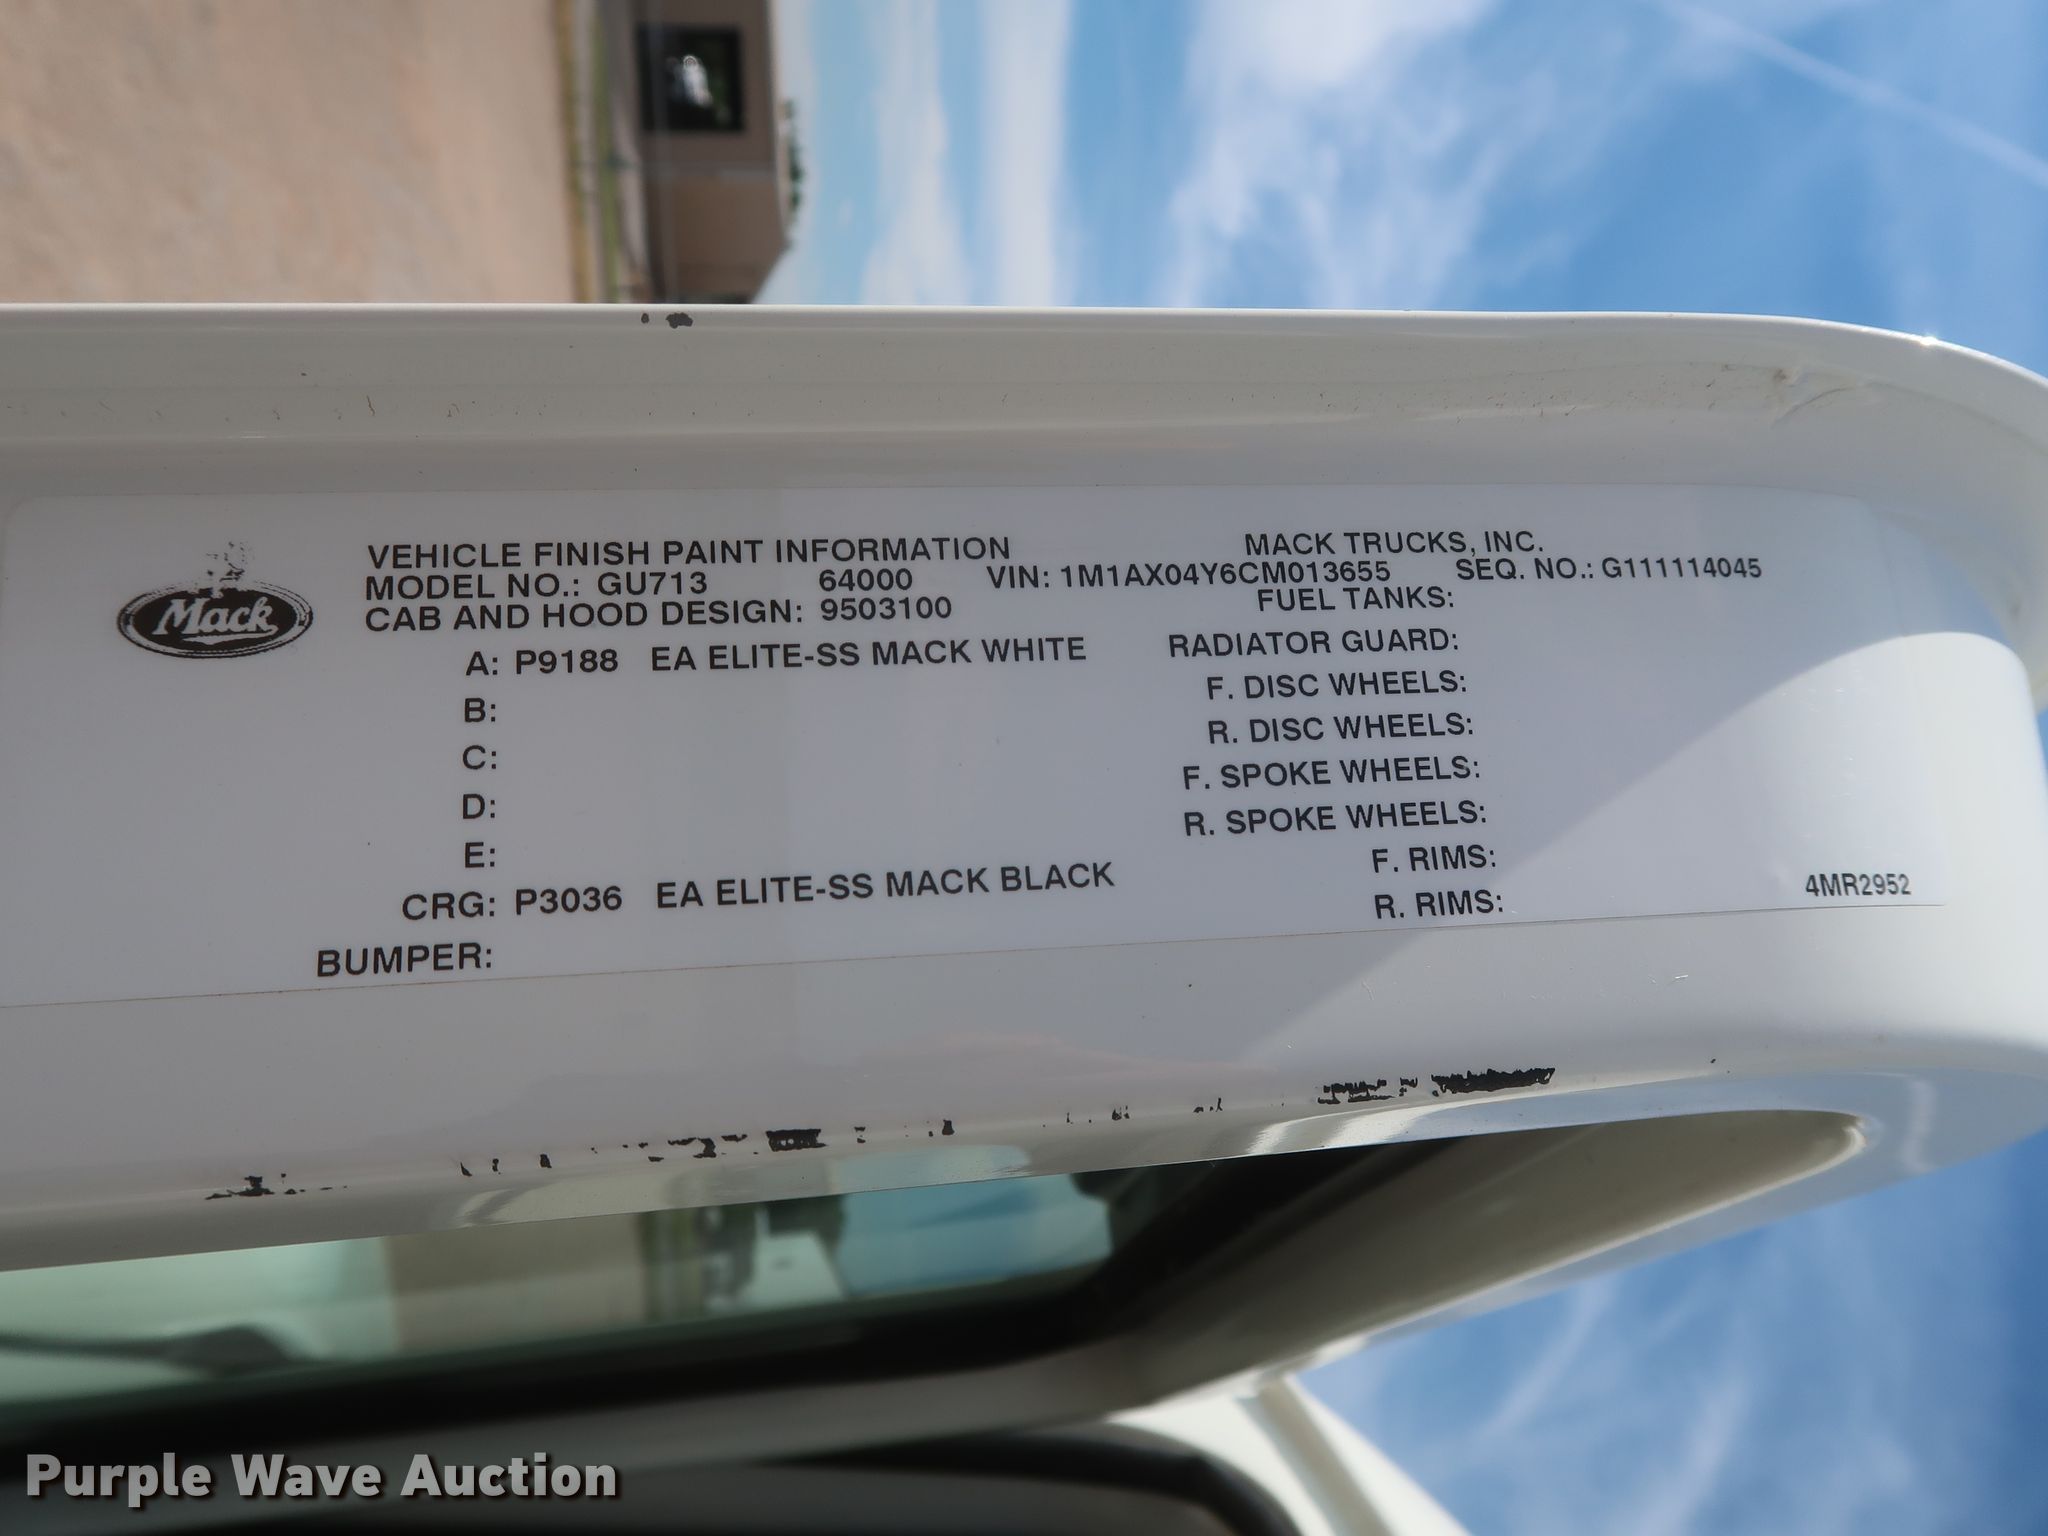 Mack
VEHICLE FINISH PAINT INFORMATION MACK TRUCKS, INC.
MODEL NO.: GU713 64000 VIN: 1M1AX04Y6CM013655 SEQ. NO.: G111114045
CAB AND HOOD DESIGN: 9503100 FUEL TANKS:
A: P9188 EA ELITE-SS MACK WHITE RADIATOR GUARD:
B: F. DISC WHEELS:
C: R. DISC WHEELS:
D: F. SPOKE WHEELS:
E: R. SPOKE WHEELS:
CRG: P3036 EA ELITE-SS MACK BLACK F. RIMS:
BUMPER: R. RIMS:
4MR2952
Purple Wave Auction